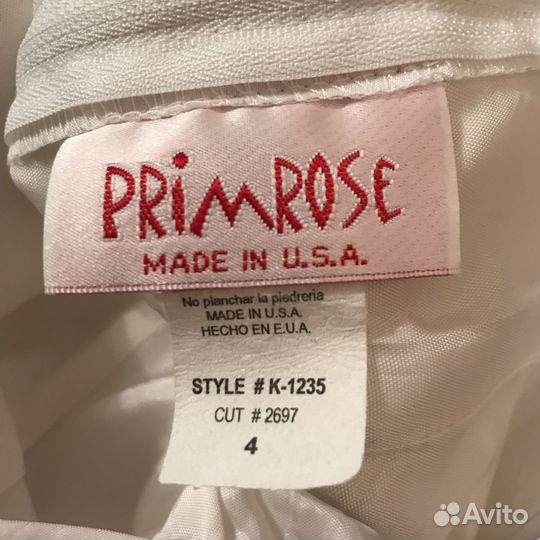 PRiMROSE
MADE IN U.S.A.
No planchar la piedreria
MADE IN U.S.A.
HECHO EN E.U.A.
STYLE # K-1235
CUT # 2697
4
Avito